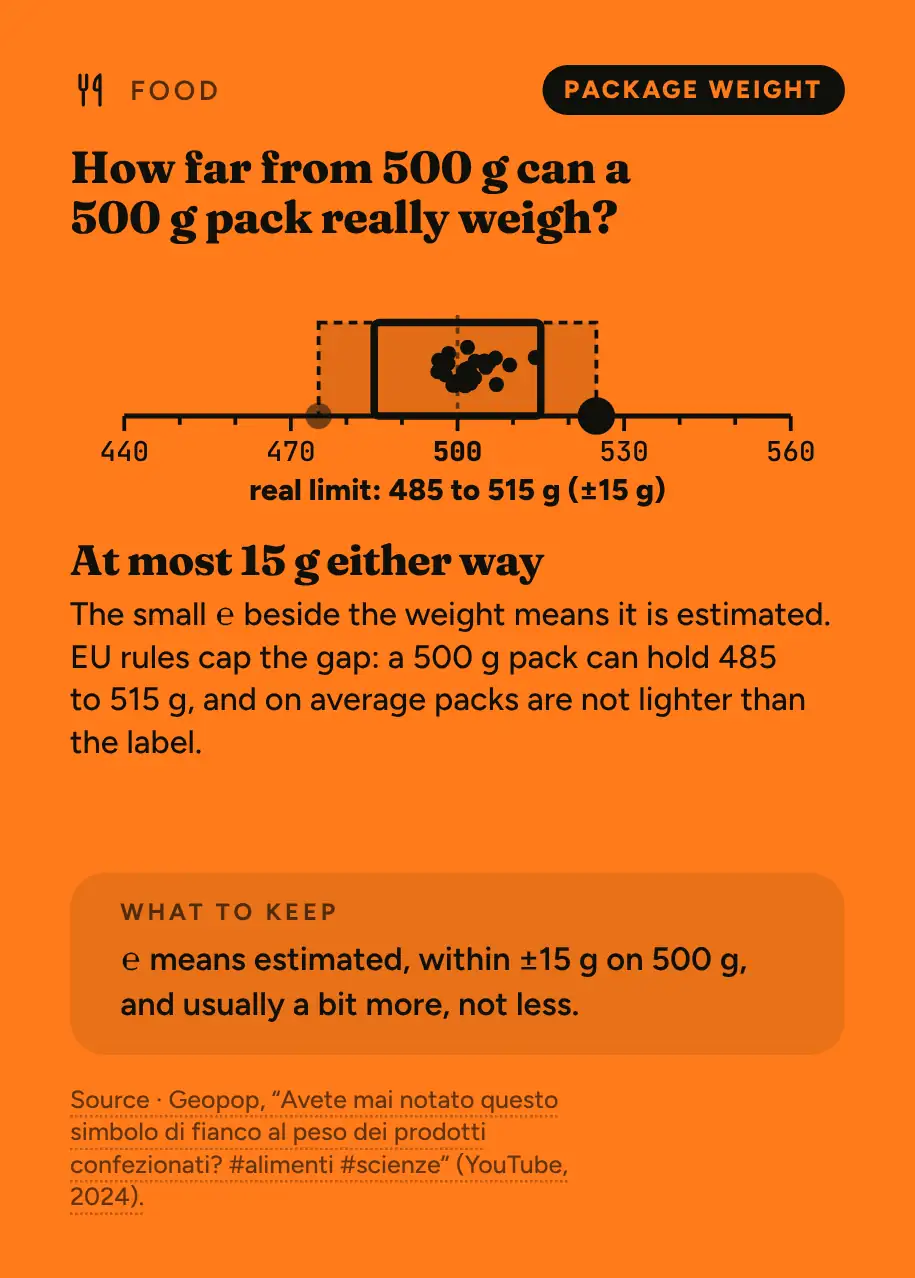 FOOD
PACKAGE WEIGHT
How far from 500 g can a
500 g pack really weigh?
440 470 500 530 560
real limit: 485 to 515 g (±15 g)
At most 15 g either way
The small ℮ beside the weight means it is estimated.
EU rules cap the gap: a 500 g pack can hold 485
to 515 g, and on average packs are not lighter than
the label.
WHAT TO KEEP
℮ means estimated, within ±15 g on 500 g,
and usually a bit more, not less.
Source · Geopop, “Avete mai notato questo
simbolo di fianco al peso dei prodotti
confezionati? #alimenti #scienze” (YouTube,
2024).